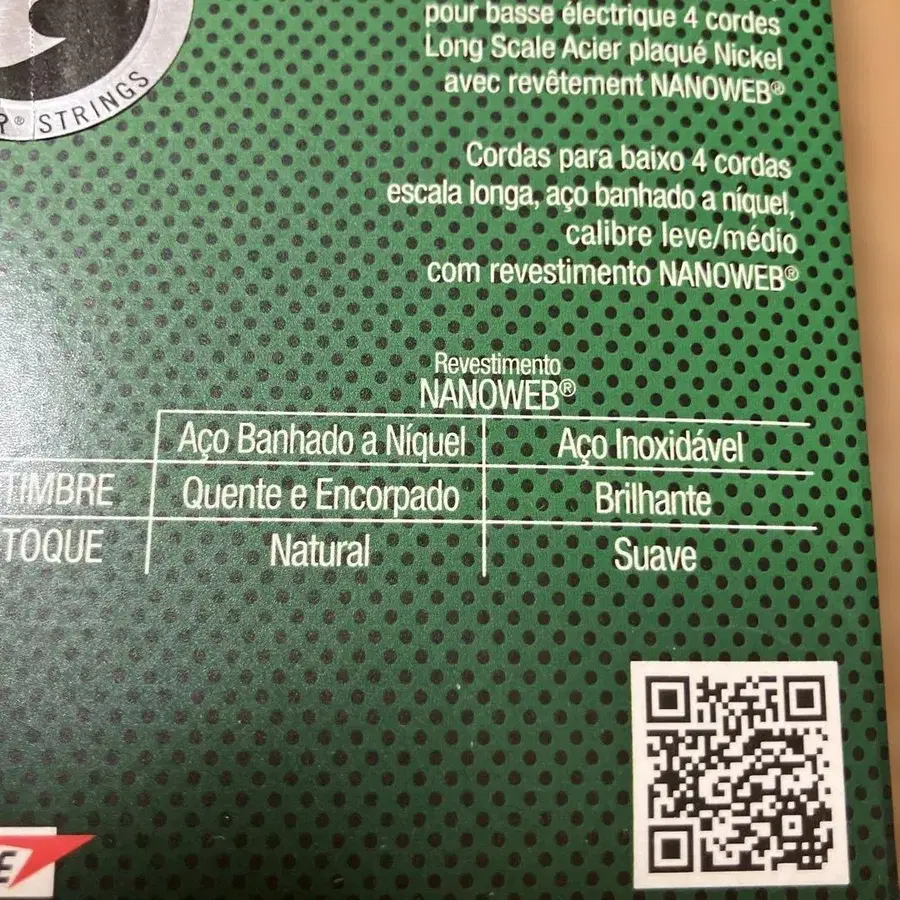 STRINGS
pour basse électrique 4 cordes
Long Scale Acier plaqué Nickel
avec revêtement NANOWEB®
Cordas para baixo 4 cordas
escala longa, aço banhado a níquel,
calibre leve/médio
com revestimento NANOWEB®
Revestimento
NANOWEB®
Aço Banhado a Níquel Aço Inoxidável
TIMBRE Quente e Encorpado Brilhante
TOQUE Natural Suave